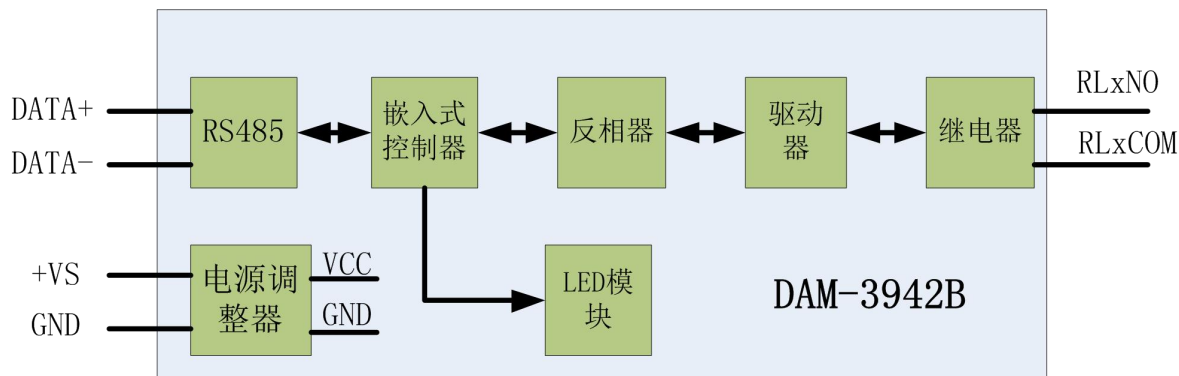 DATA+
DATA-
RS485
嵌入式
控制器
反相器
驱动
器
继电器
RLxNO
RLxCOM
+VS
GND
电源调
整器
VCC
GND
LED模
块
DAM-3942B